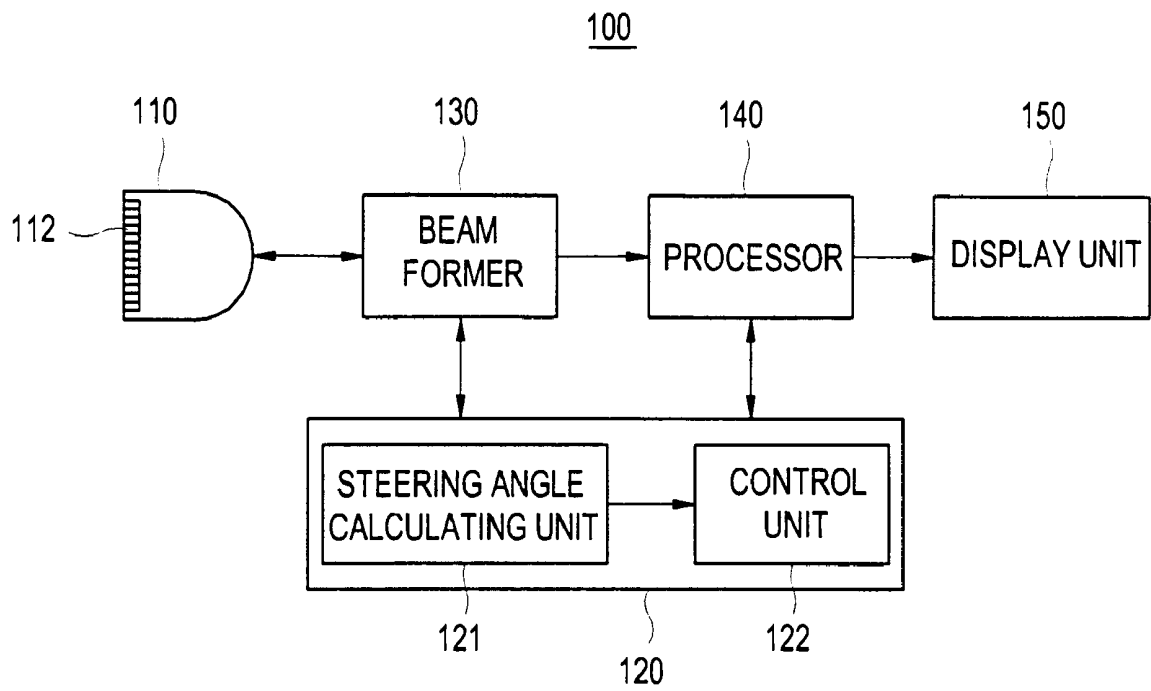 100
110
130
140
150
112
BEAM
FORMER
PROCESSOR
DISPLAY UNIT
STEERING ANGLE
CALCULATING UNIT
CONTROL
UNIT
121
122
120